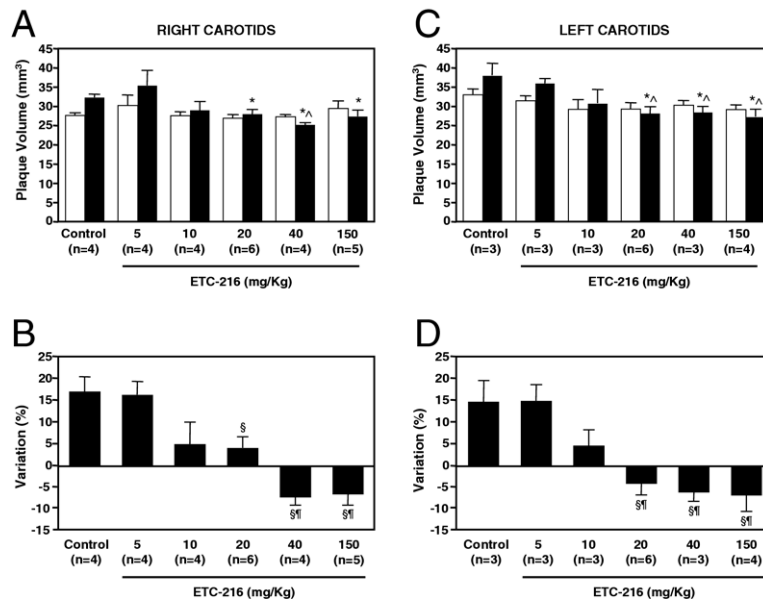 A
RIGHT CAROTIDS
Plaque Volume (mm³)
45
40
35
30
25
20
15
10
5
0
* *^ *
Control 5 10 20 40 150
(n=4) (n=4) (n=4) (n=6) (n=4) (n=5)
ETC-216 (mg/Kg)
C
LEFT CAROTIDS
Plaque Volume (mm³)
45
40
35
30
25
20
15
10
5
0
*^ *^ *^
Control 5 10 20 40 150
(n=3) (n=3) (n=3) (n=6) (n=3) (n=4)
ETC-216 (mg/Kg)
B
Variation (%)
25
20
15
10
5
0
-5
-10
-15
§
§¶ §¶
Control 5 10 20 40 150
(n=4) (n=4) (n=4) (n=6) (n=4) (n=5)
ETC-216 (mg/Kg)
D
Variation (%)
25
20
15
10
5
0
-5
-10
-15
§¶ §¶ §¶
Control 5 10 20 40 150
(n=3) (n=3) (n=3) (n=6) (n=3) (n=4)
ETC-216 (mg/Kg)